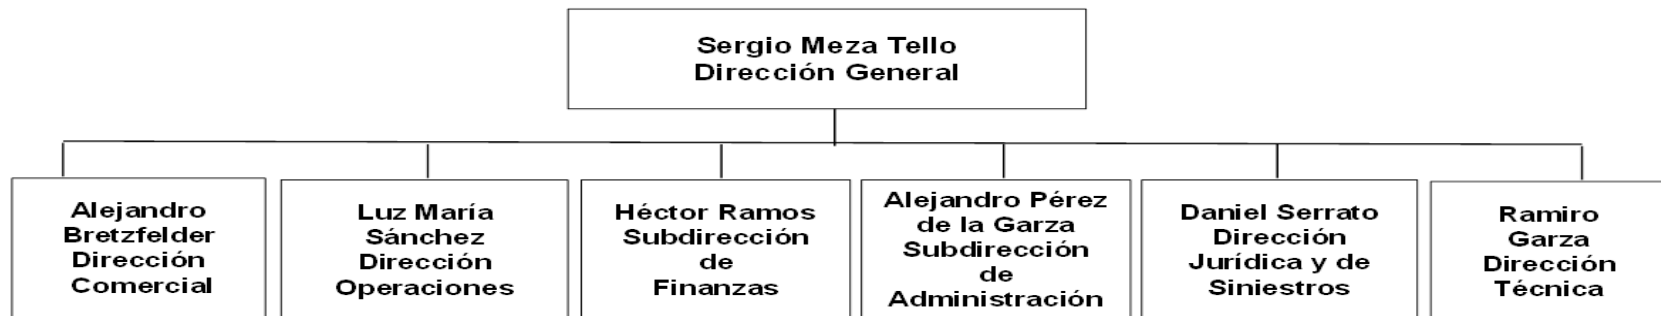 Sergio Meza Tello
Dirección General
Alejandro
Bretzfelder
Dirección
Comercial
Luz María
Sánchez
Dirección
Operaciones
Héctor Ramos
Subdirección
de
Finanzas
Alejandro Pérez
de la Garza
Subdirección
de
Administración
Daniel Serrato
Dirección
Jurídica y de
Siniestros
Ramiro
Garza
Dirección
Técnica